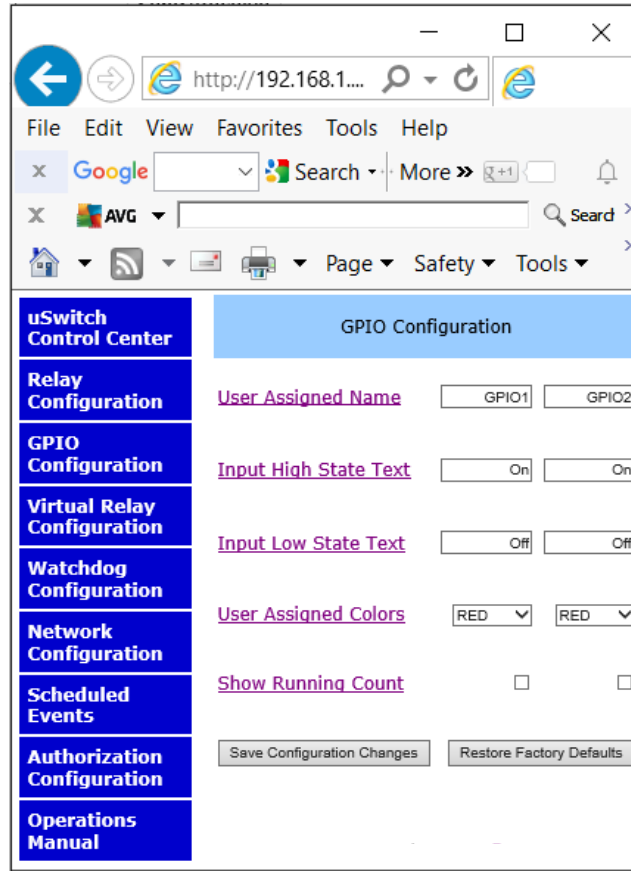 http://192.168.1....
File Edit View Favorites Tools Help
x Google Search More »
x AVG Search
Page Safety Tools
uSwitch
Control Center
Relay
Configuration
GPIO
Configuration
Virtual Relay
Configuration
Watchdog
Configuration
Network
Configuration
Scheduled
Events
Authorization
Configuration
Operations
Manual
GPIO Configuration
User Assigned Name GPIO1 GPIO2
Input High State Text On On
Input Low State Text Off Off
User Assigned Colors RED RED
Show Running Count
Save Configuration Changes Restore Factory Defaults